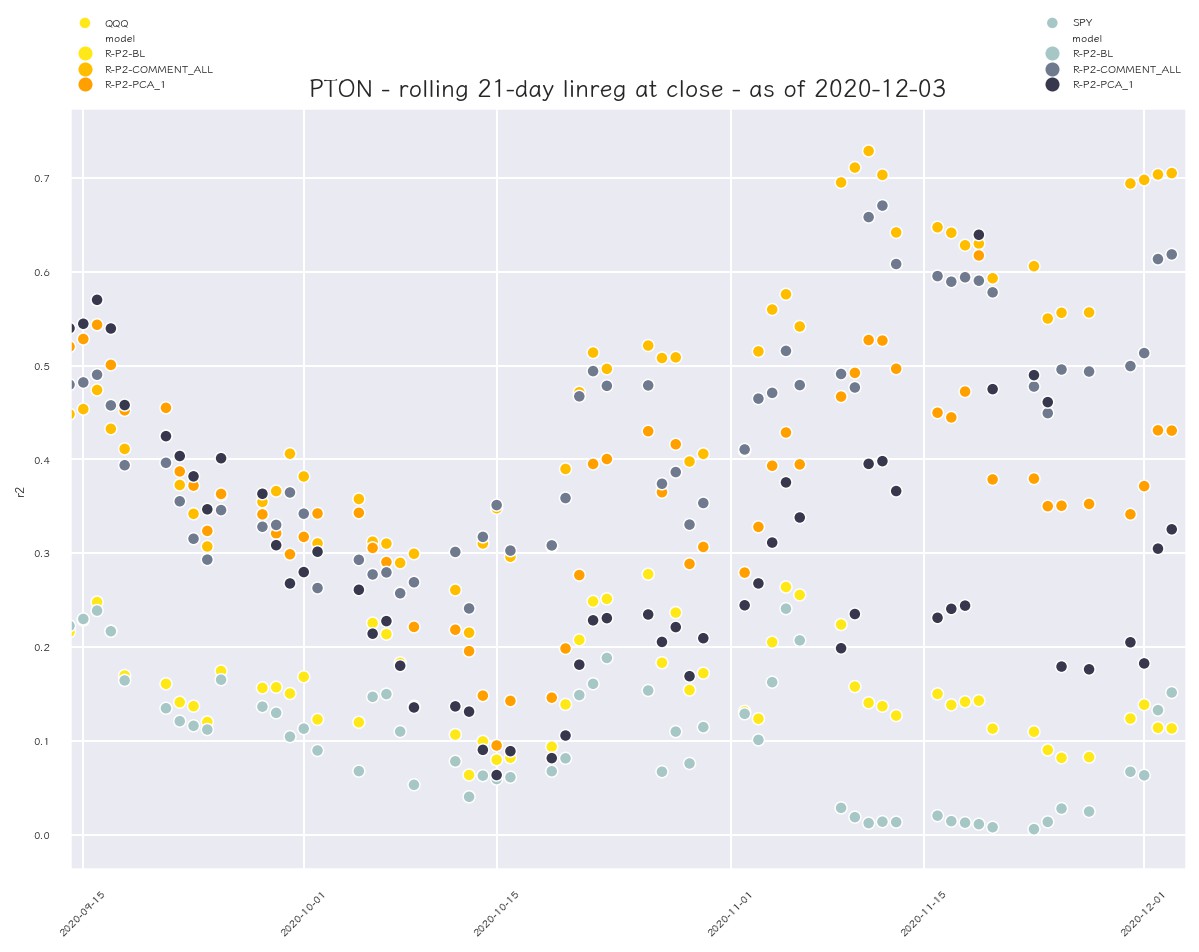 QQQ
model
R-P2-BL
R-P2-COMMENT_ALL
R-P2-PCA_1
SPY
model
R-P2-BL
R-P2-COMMENT_ALL
R-P2-PCA_1
PTON - rolling 21-day linreg at close - as of 2020-12-03
0.7
0.6
0.5
0.4
r2
0.3
0.2
0.1
0.0
2020-09-15
2020-10-01
2020-10-15
2020-11-01
2020-11-15
2020-12-01